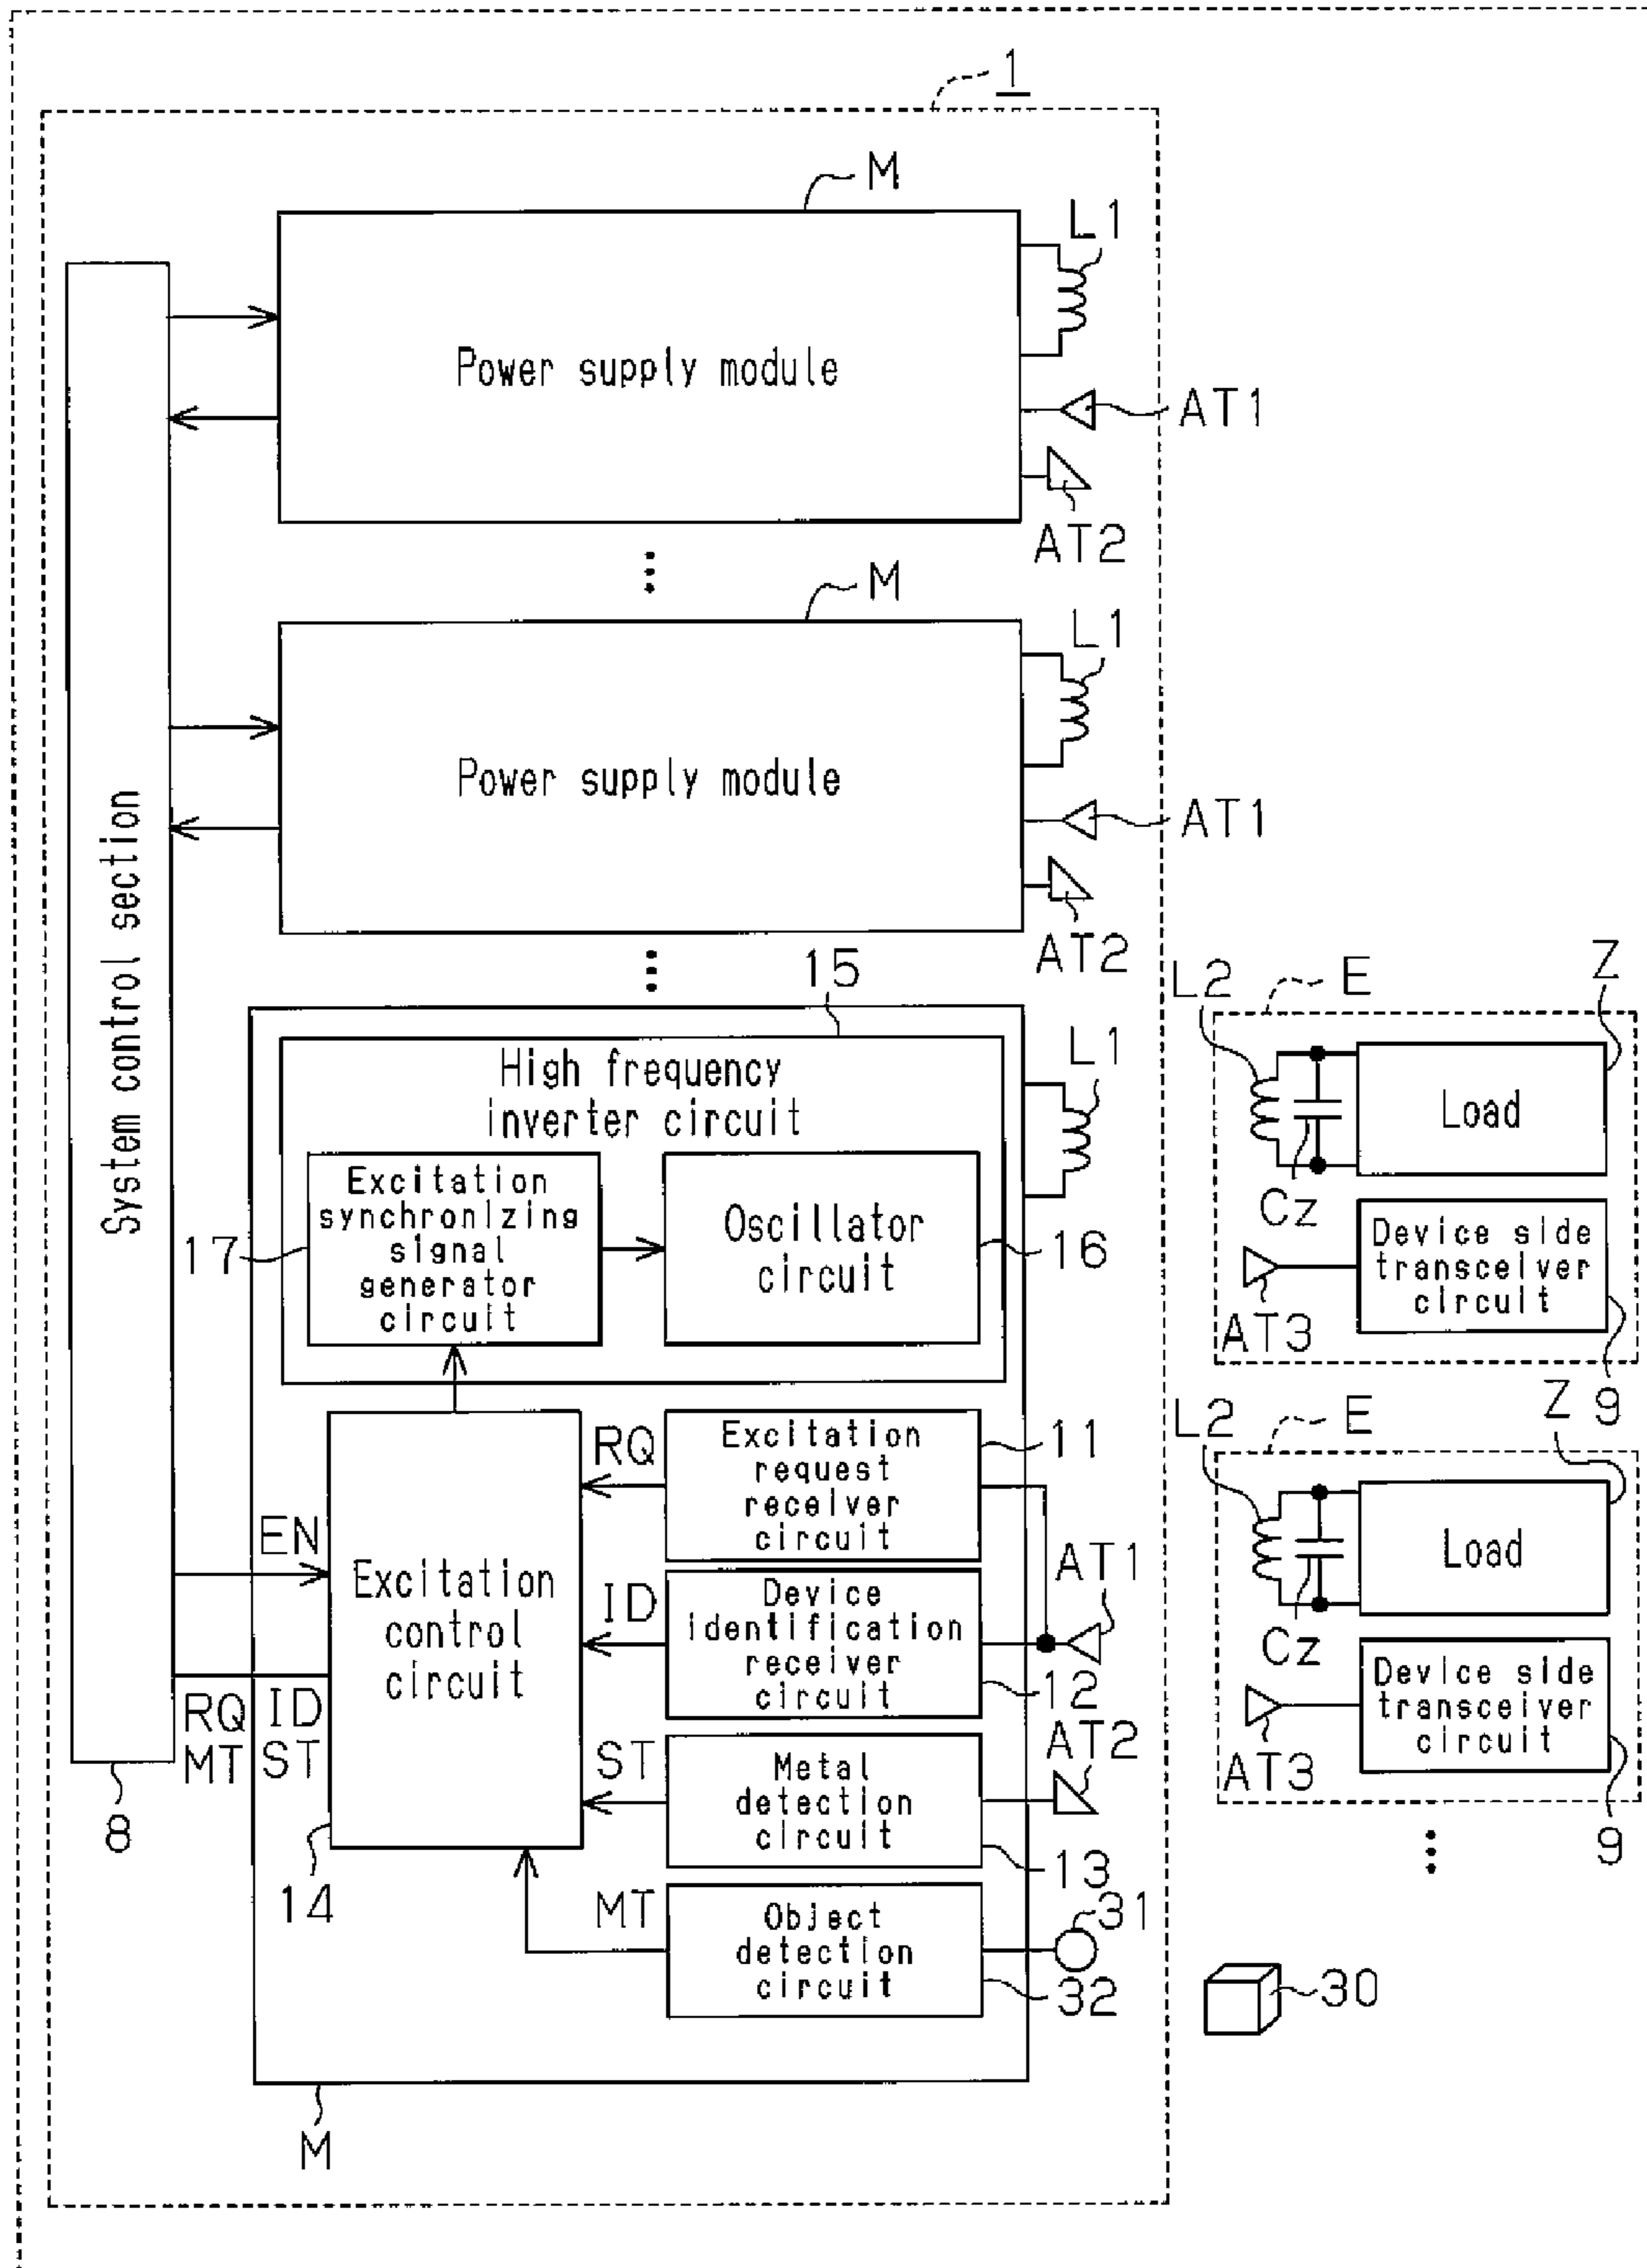 1
M
L1
Power supply module
AT1
AT2
M
L1
Power supply module
AT1
AT2
System control section
15
L1
High frequency
inverter circuit
Excitation
synchronizing
signal
generator
circuit
17
Oscillator
circuit
16
L2
E
Z
Load
Cz
Device side
transceiver
circuit
AT3
9
RQ
Excitation
request
receiver
circuit
11
EN
Excitation
control
circuit
ID
Device
identification
receiver
circuit
AT1
12
RQ ID
MT ST
ST
Metal
detection
circuit
AT2
13
8
14
MT
Object
detection
circuit
31
32
M
L2
E
Z
Load
Cz
Device side
transceiver
circuit
AT3
9
30